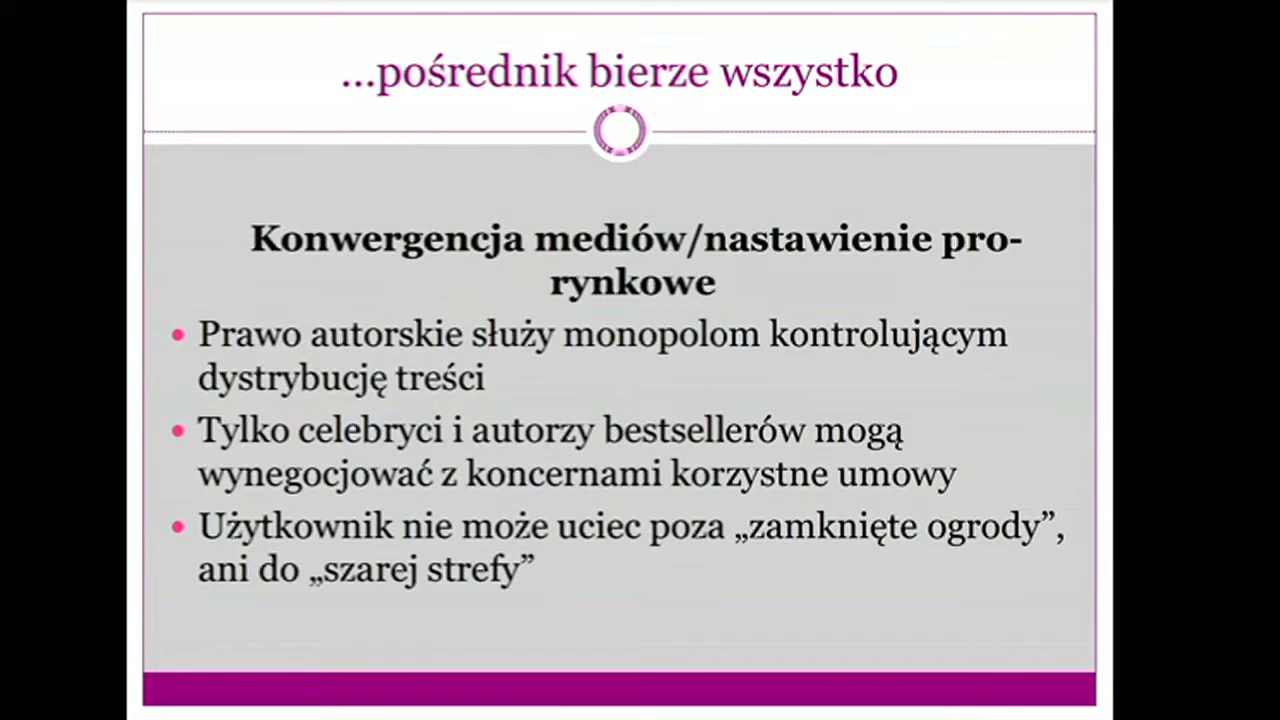 ...pośrednik bierze wszystko
Konwergencja mediów/nastawienie pro-
rynkowe
• Prawo autorskie służy monopolom kontrolującym
dystrybucję treści
• Tylko celebryci i autorzy bestsellerów mogą
wynegocjować z koncernami korzystne umowy
• Użytkownik nie może uciec poza „zamknięte ogrody”,
ani do „szarej strefy”